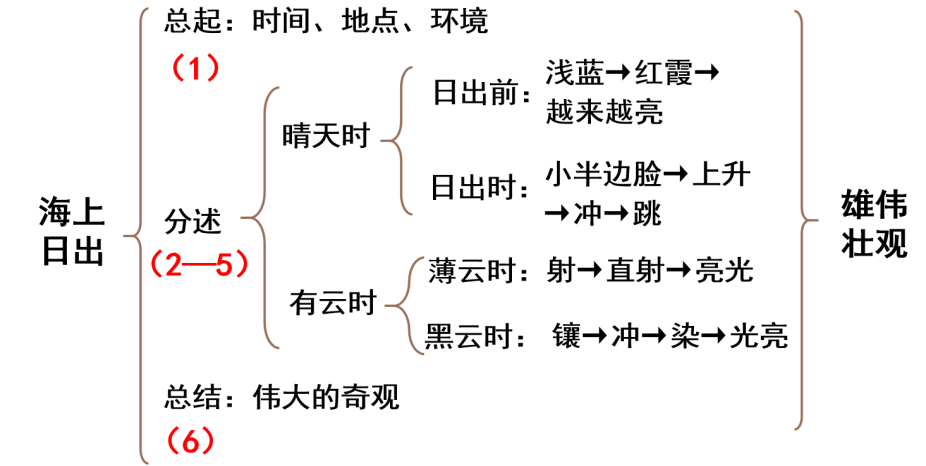 海上
日出
总起：时间、地点、环境
（1）
分述
（2—5）
晴天时
日出前：浅蓝→红霞→
越来越亮
日出时：小半边脸→上升
→冲→跳
有云时
薄云时：射→直射→亮光
黑云时：镶→冲→染→光亮
总结：伟大的奇观
（6）
雄伟
壮观